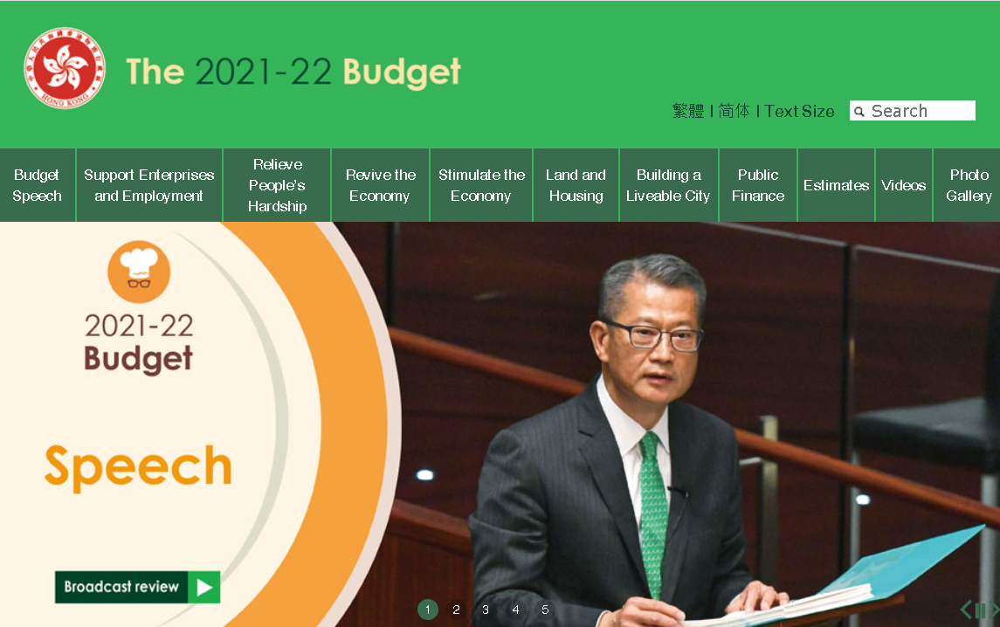 HONG KONG
The 2021-22 Budget
繁體 | 简体 | Text Size
Search
Budget
Speech
Support Enterprises
and Employment
Relieve
People's
Hardship
Revive the
Economy
Stimulate the
Economy
Land and
Housing
Building a
Liveable City
Public
Finance
Estimates
Videos
Photo
Gallery
2021-22
Budget
Speech
Broadcast review
1 2 3 4 5